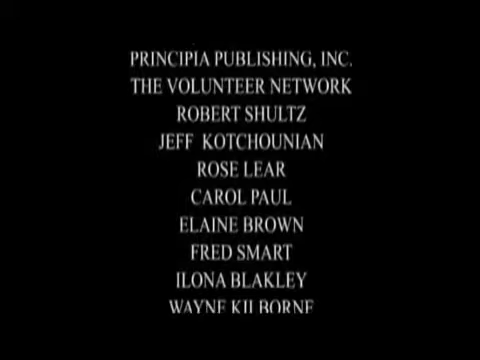 PRINCIPIA PUBLISHING, INC.
THE VOLUNTEER NETWORK
ROBERT SHULTZ
JEFF KOTCHOUNIAN
ROSE LEAR
CAROL PAUL
ELAINE BROWN
FRED SMART
ILONA BLAKLEY
WAYNE KILBORNE